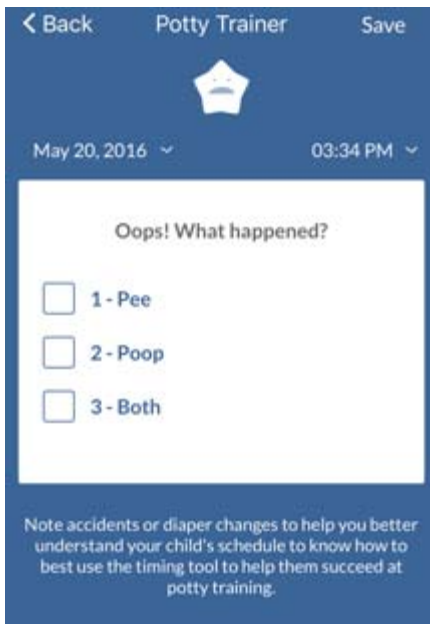 Back Potty Trainer Save
May 20, 2016 03:34 PM
Oops! What happened?
1 - Pee
2 - Poop
3 - Both
Note accidents or diaper changes to help you better
understand your child's schedule to know how to
best use the timing tool to help them succeed at
potty training.